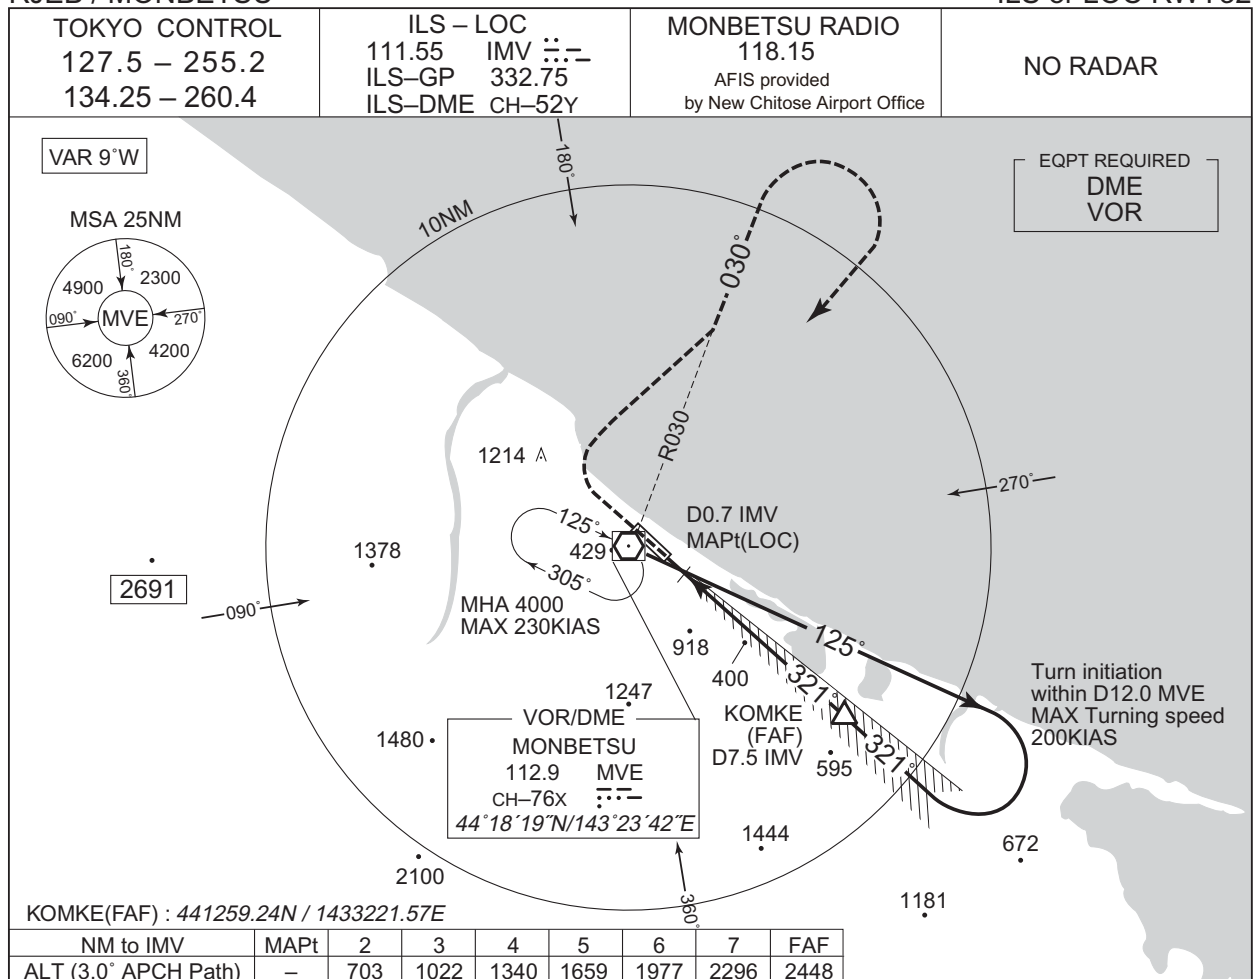 TOKYO CONTROL
127.5 – 255.2
134.25 – 260.4
ILS – LOC
111.55 IMV
ILS–GP 332.75
ILS–DME CH–52Y
MONBETSU RADIO
118.15
AFIS provided
by New Chitose Airport Office
NO RADAR
VAR 9°W
EQPT REQUIRED
DME
VOR
MSA 25NM
180°
4900
2300
090°
MVE
270°
6200
4200
360°
10NM
180°
030°
R030
270°
1214
D0.7 IMV
MAPt(LOC)
125°
429
305°
1378
2691
090°
MHA 4000
MAX 230KIAS
918
400
125°
321°
Turn initiation
within D12.0 MVE
MAX Turning speed
200KIAS
1247
KOMKE
(FAF)
D7.5 IMV
321°
595
1480
VOR/DME
MONBETSU
112.9 MVE
CH–76X
44°18´19˝N/143°23´42˝E
1444
672
2100
1181
360°
KOMKE(FAF) : 441259.24N / 1433221.57E
NM to IMV MAPt 2 3 4 5 6 7 FAF
ALT (3.0° APCH Path) – 703 1022 1340 1659 1977 2296 2448